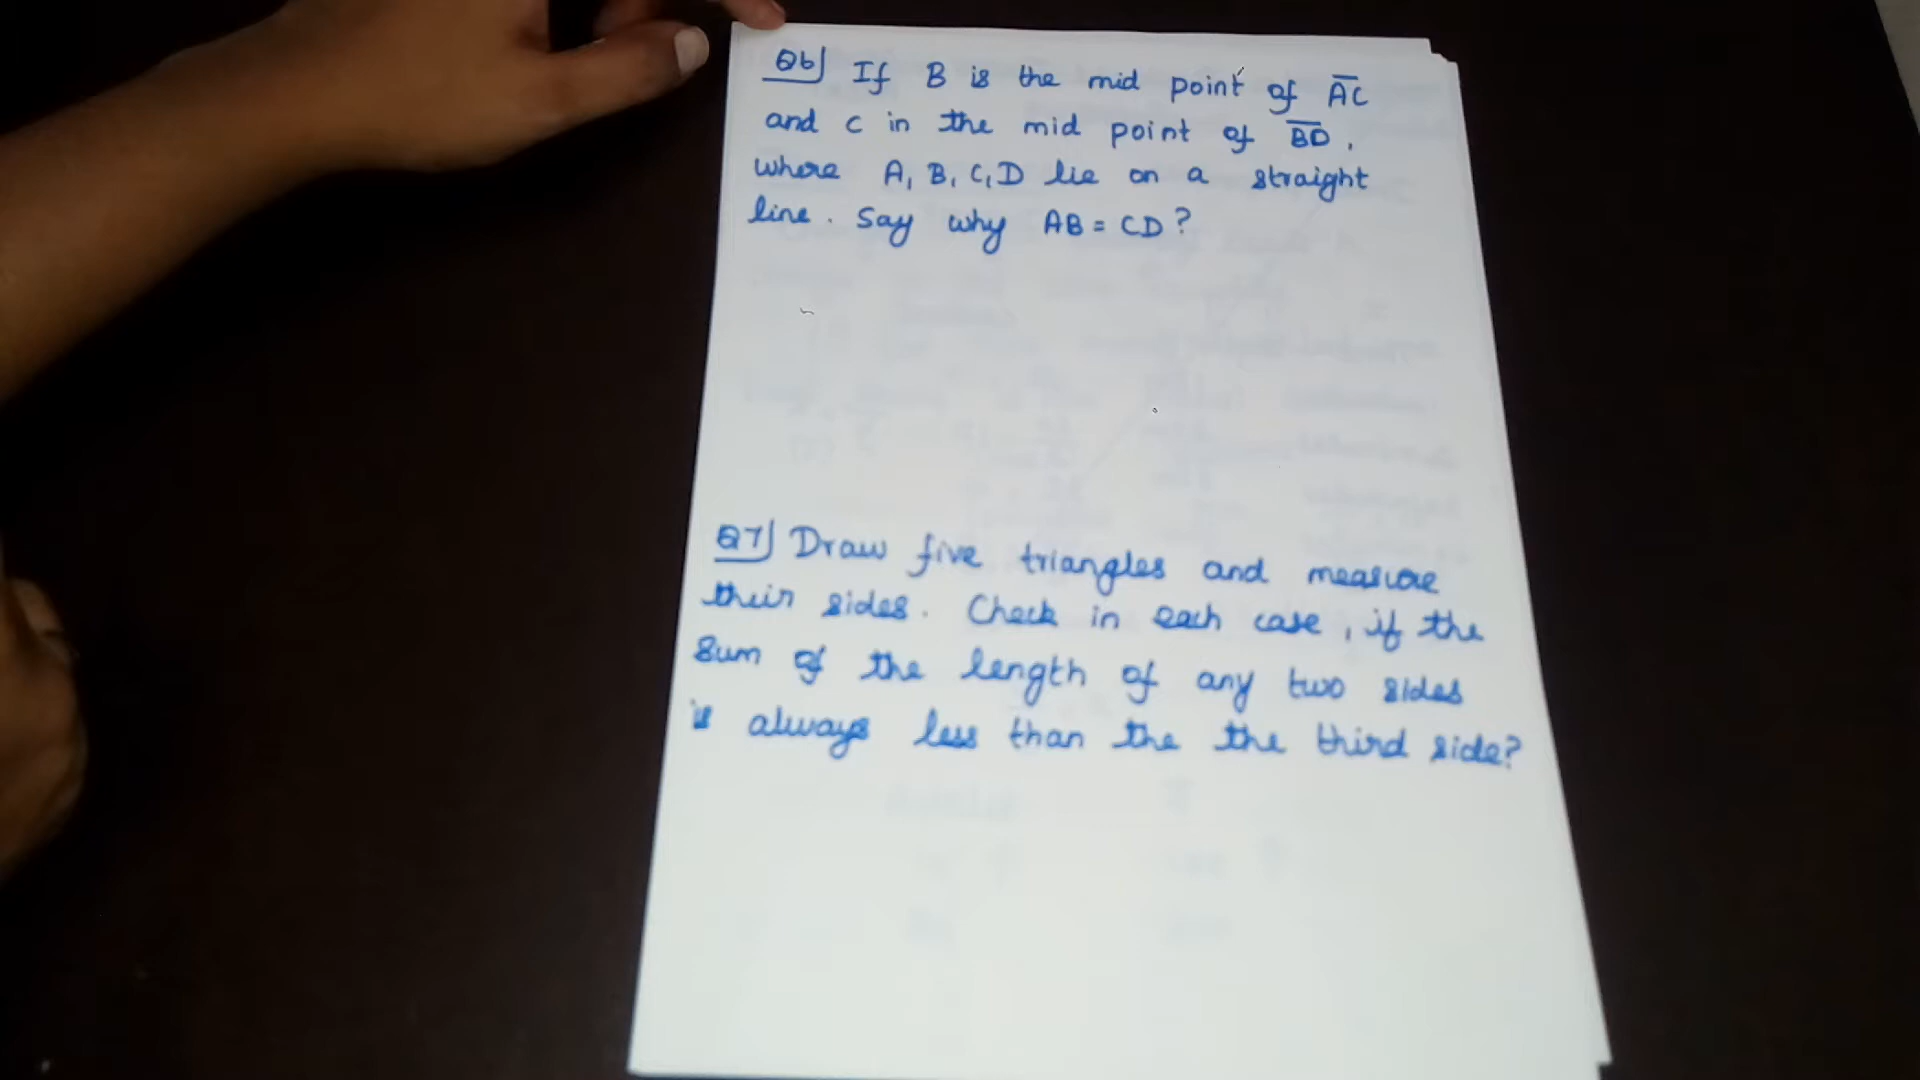 Q6) If B is the mid point of AC
and c in the mid point of BD,
where A, B, C, D lie on a straight
line. Say why AB = CD?
Q7) Draw five triangles and measure
their sides. Check in each case, if the
sum of the length of any two sides
is always less than the the third side?